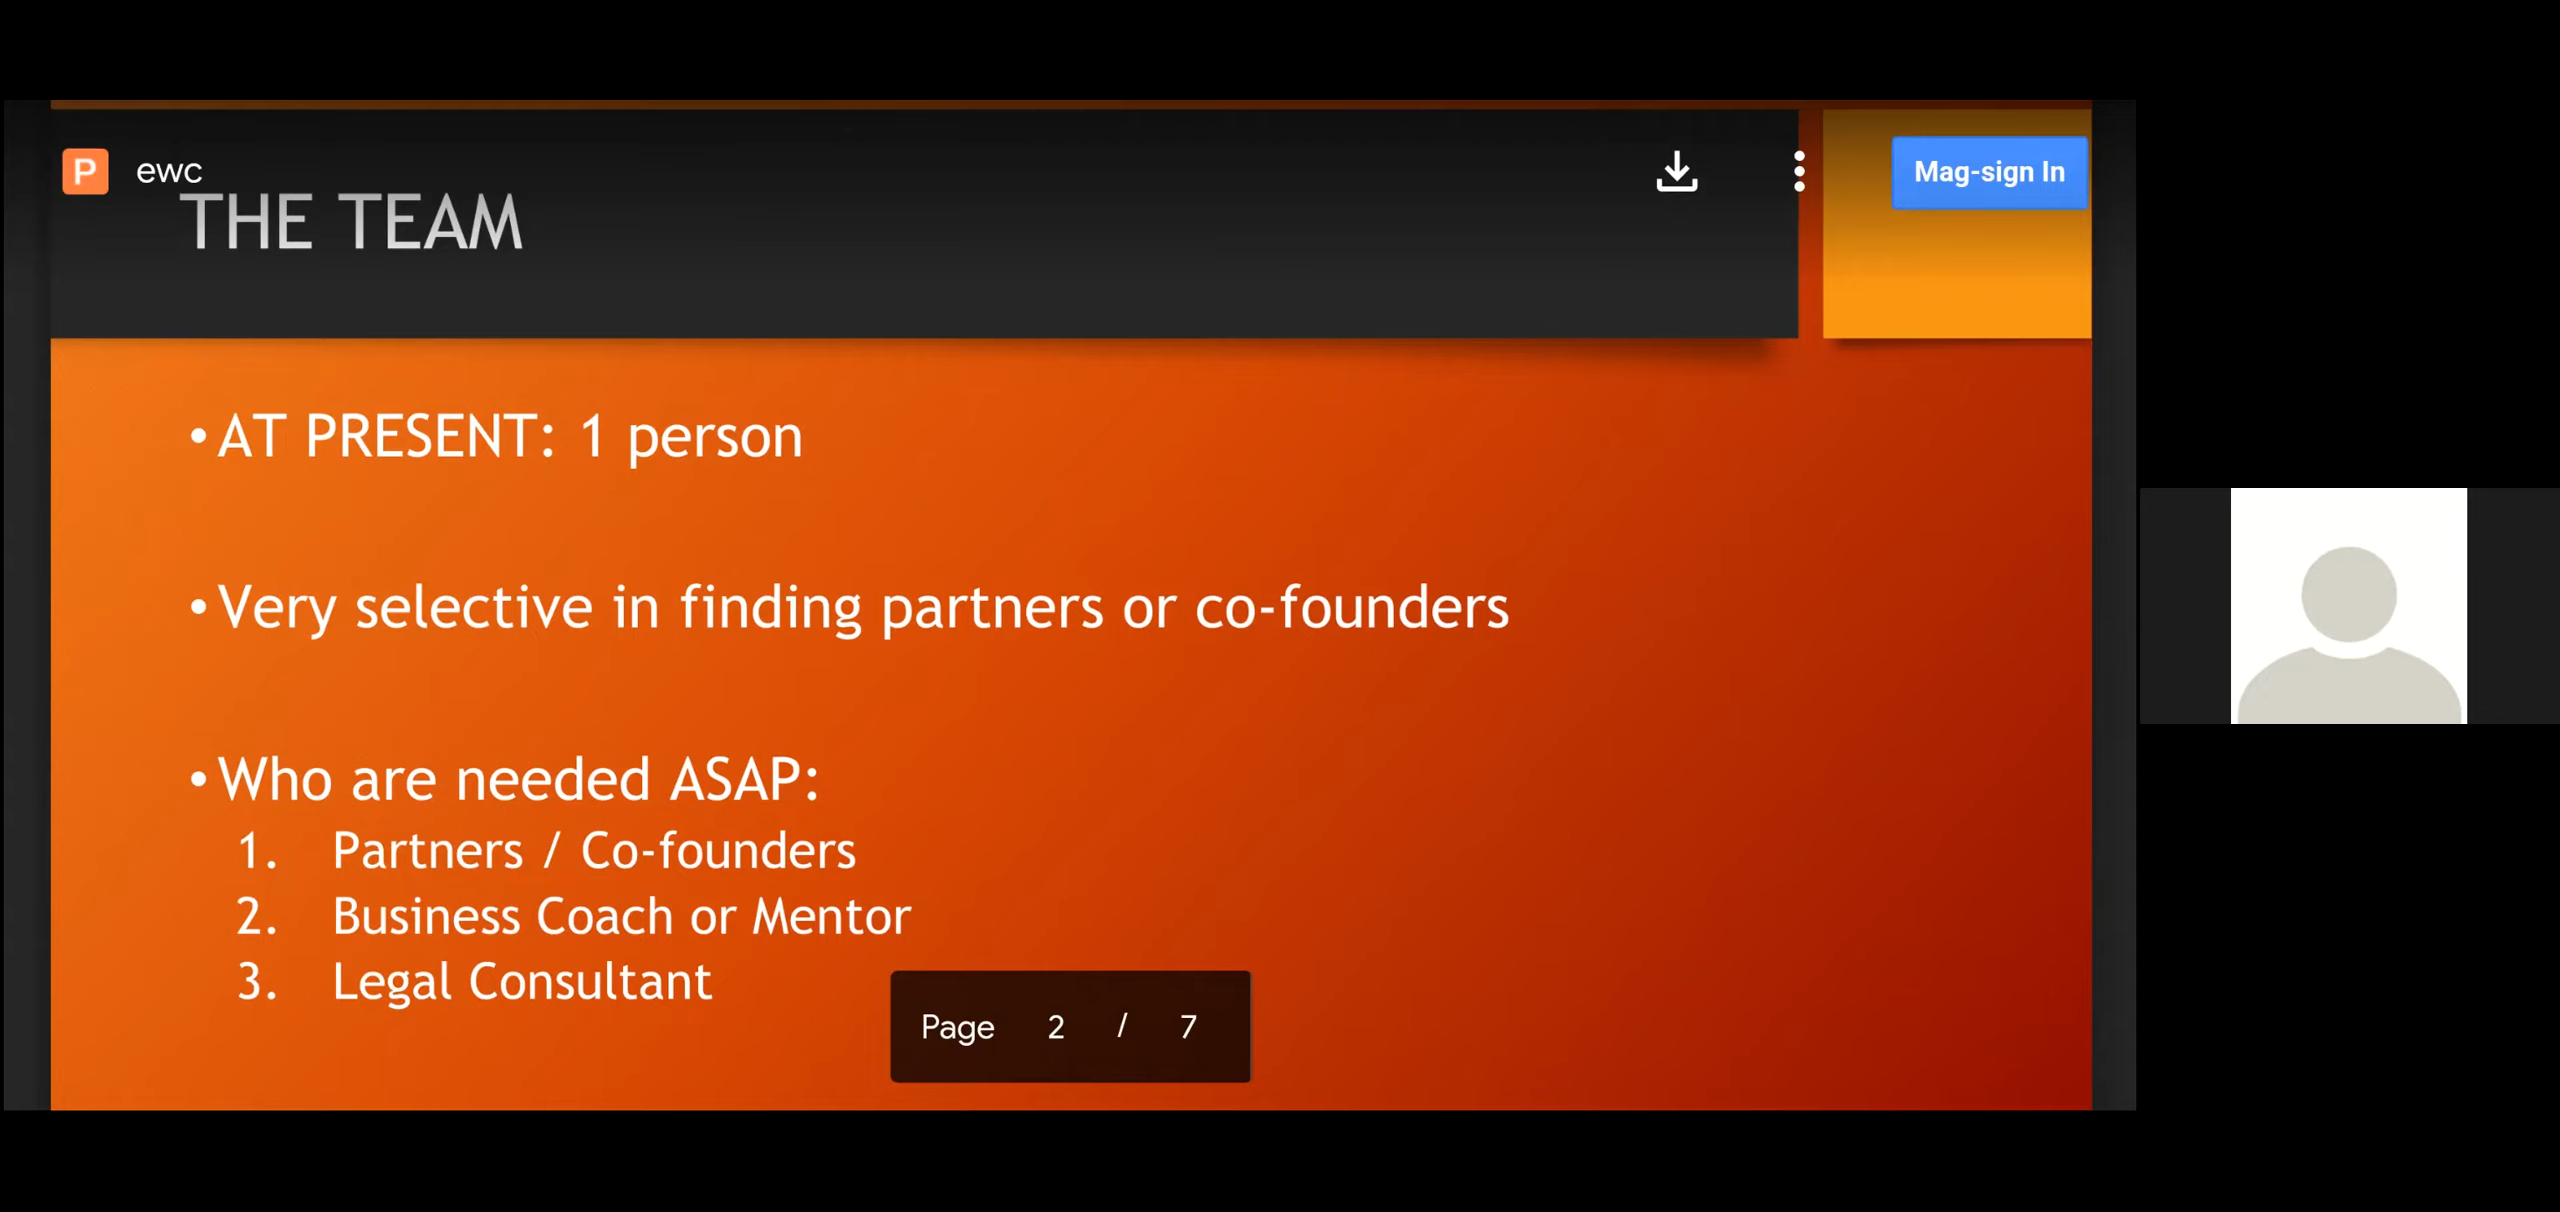 P ewc
Mag-sign In
THE TEAM
• AT PRESENT: 1 person
• Very selective in finding partners or co-founders
• Who are needed ASAP:
1. Partners / Co-founders
2. Business Coach or Mentor
3. Legal Consultant
Page 2 / 7